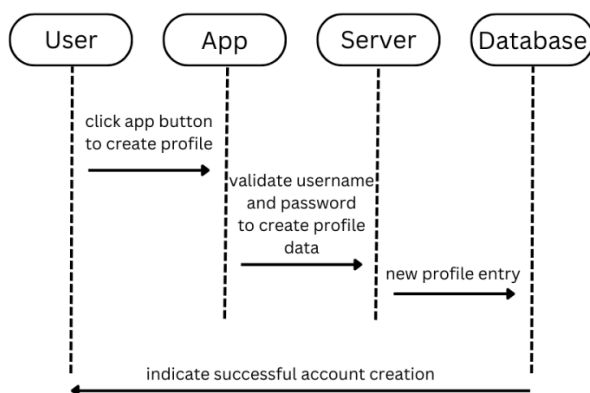 User
App
Server
Database
click app button
to create profile
validate username
and password
to create profile
data
new profile entry
indicate successful account creation